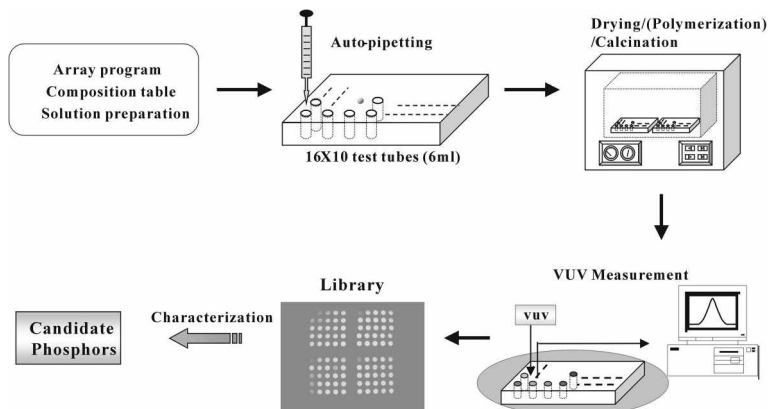 Array program
Composition table
Solution preparation
Auto-pipetting
16X10 test tubes (6ml)
Drying/(Polymerization)
/Calcination
VUV Measurement
vuv
Library
Characterization
Candidate
Phosphors